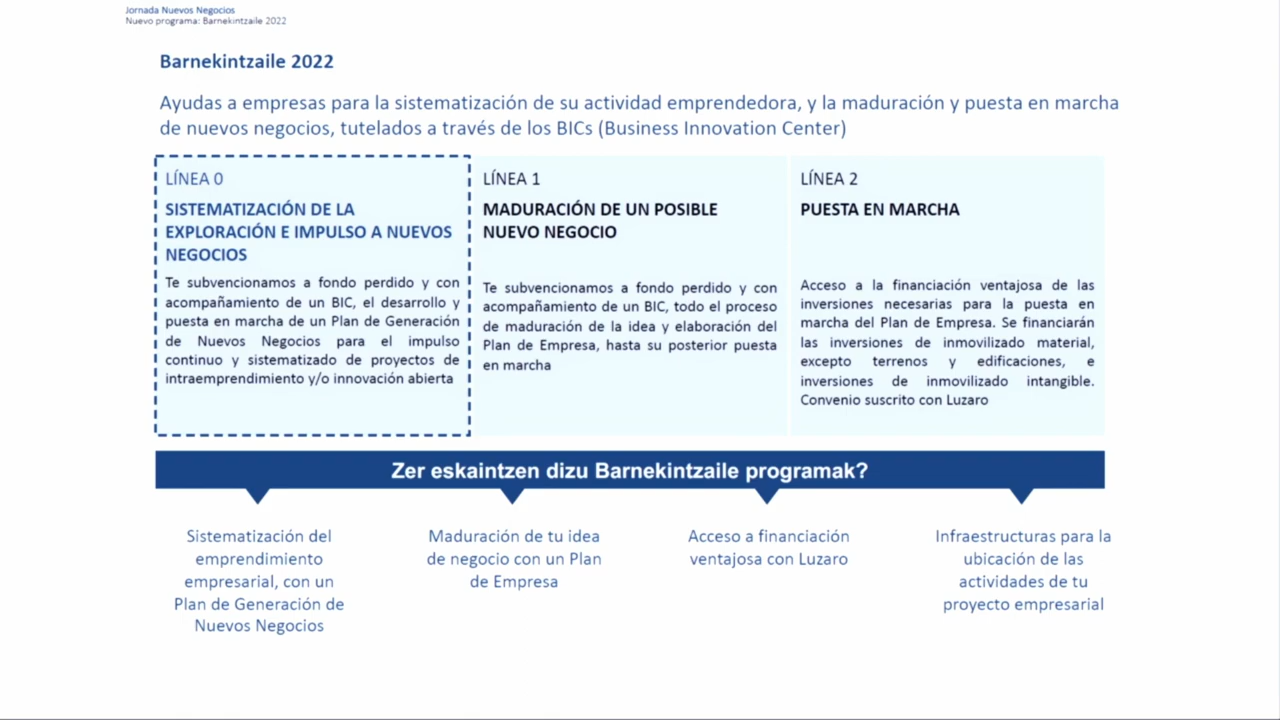 Jornada Nuevos Negocios
Nuevo programa: Barnekintzaile 2022
Barnekintzaile 2022
Ayudas a empresas para la sistematización de su actividad emprendedora, y la maduración y puesta en marcha
de nuevos negocios, tutelados a través de los BICs (Business Innovation Center)
LÍNEA 0
SISTEMATIZACIÓN DE LA
EXPLORACIÓN E IMPULSO A NUEVOS
NEGOCIOS
Te subvencionamos a fondo perdido y con
acompañamiento de un BIC, el desarrollo y
puesta en marcha de un Plan de Generación
de Nuevos Negocios para el impulso
continuo y sistematizado de proyectos de
intraemprendimiento y/o innovación abierta
LÍNEA 1
MADURACIÓN DE UN POSIBLE
NUEVO NEGOCIO
Te subvencionamos a fondo perdido y con
acompañamiento de un BIC, todo el proceso
de maduración de la idea y elaboración del
Plan de Empresa, hasta su posterior puesta
en marcha
LÍNEA 2
PUESTA EN MARCHA
Acceso a la financiación ventajosa de las
inversiones necesarias para la puesta en
marcha del Plan de Empresa. Se financiarán
las inversiones de inmovilizado material,
excepto terrenos y edificaciones, e
inversiones de inmovilizado intangible.
Convenio suscrito con Luzaro
Zer eskaintzen dizu Barnekintzaile programak?
Sistematización del
emprendimiento
empresarial, con un
Plan de Generación de
Nuevos Negocios
Maduración de tu idea
de negocio con un Plan
de Empresa
Acceso a financiación
ventajosa con Luzaro
Infraestructuras para la
ubicación de las
actividades de tu
proyecto empresarial